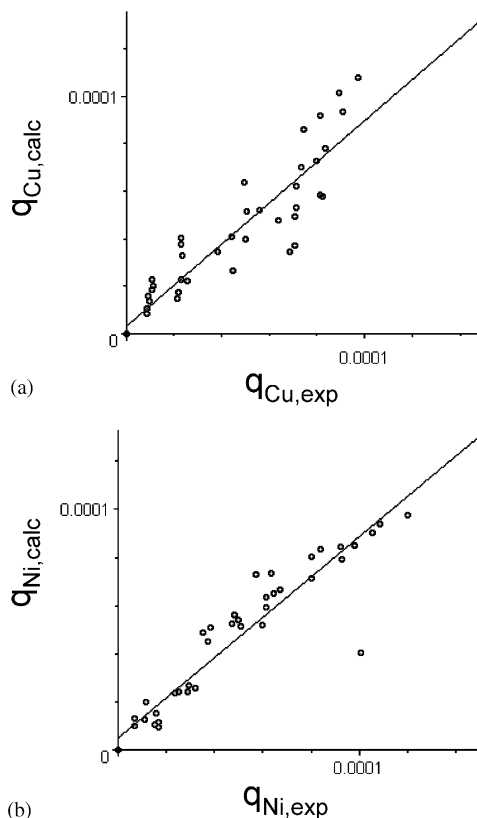 0.0001
q_Cu,calc
0
0.0001
q_Cu,exp
(a)
0.0001
q_Ni,calc
0
0.0001
q_Ni,exp
(b)